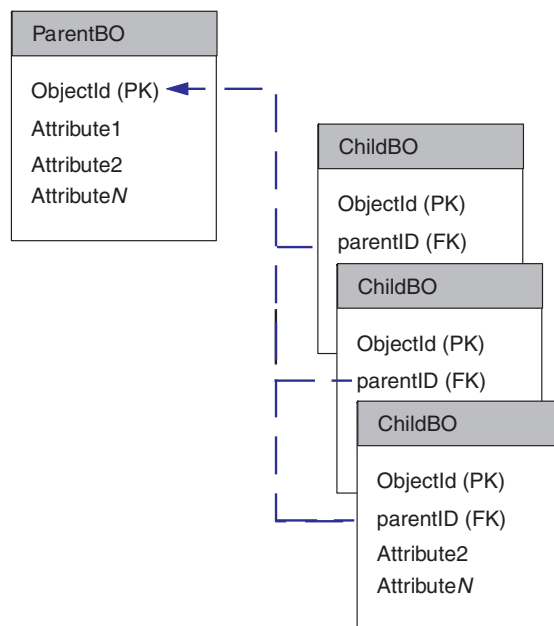 ParentBO
ObjectId (PK)
Attribute1
Attribute2
AttributeN
ChildBO
ObjectId (PK)
parentID (FK)
ChildBO
ObjectId (PK)
parentID (FK)
ChildBO
ObjectId (PK)
parentID (FK)
Attribute2
AttributeN